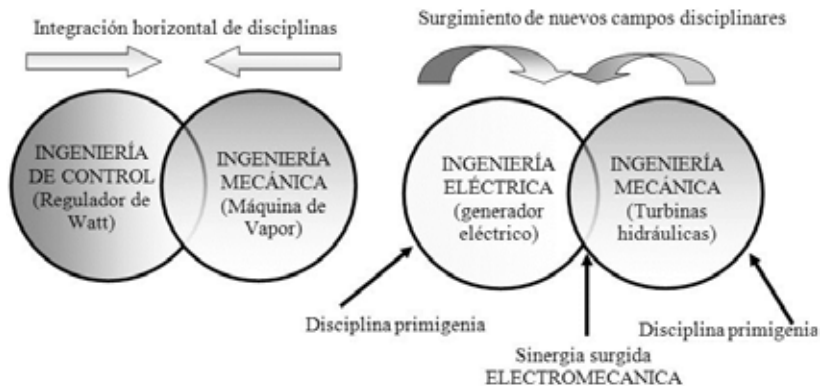 Integración horizontal de disciplinas
INGENIERÍA
DE CONTROL
(Regulador de
Watt)
INGENIERÍA
MECÁNICA
(Máquina de
Vapor)
Surgimiento de nuevos campos disciplinares
INGENIERÍA
ELÉCTRICA
(generador
eléctrico)
INGENIERÍA
MECÁNICA
(Turbinas
hidráulicas)
Disciplina primigenia
Sinergia surgida
ELECTROMECANICA
Disciplina primigenia